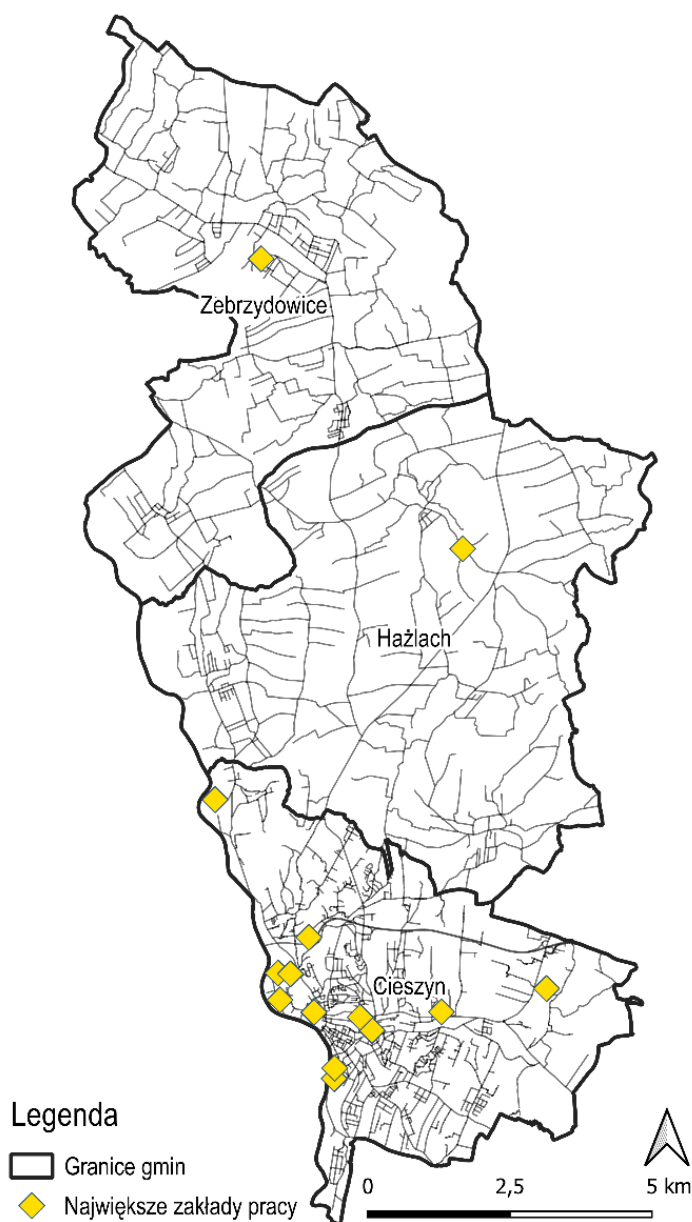 Zebrzydowice
Hażlach
Cieszyn
Legenda
Granice gmin
Największe zakłady pracy
0 2,5 5 km